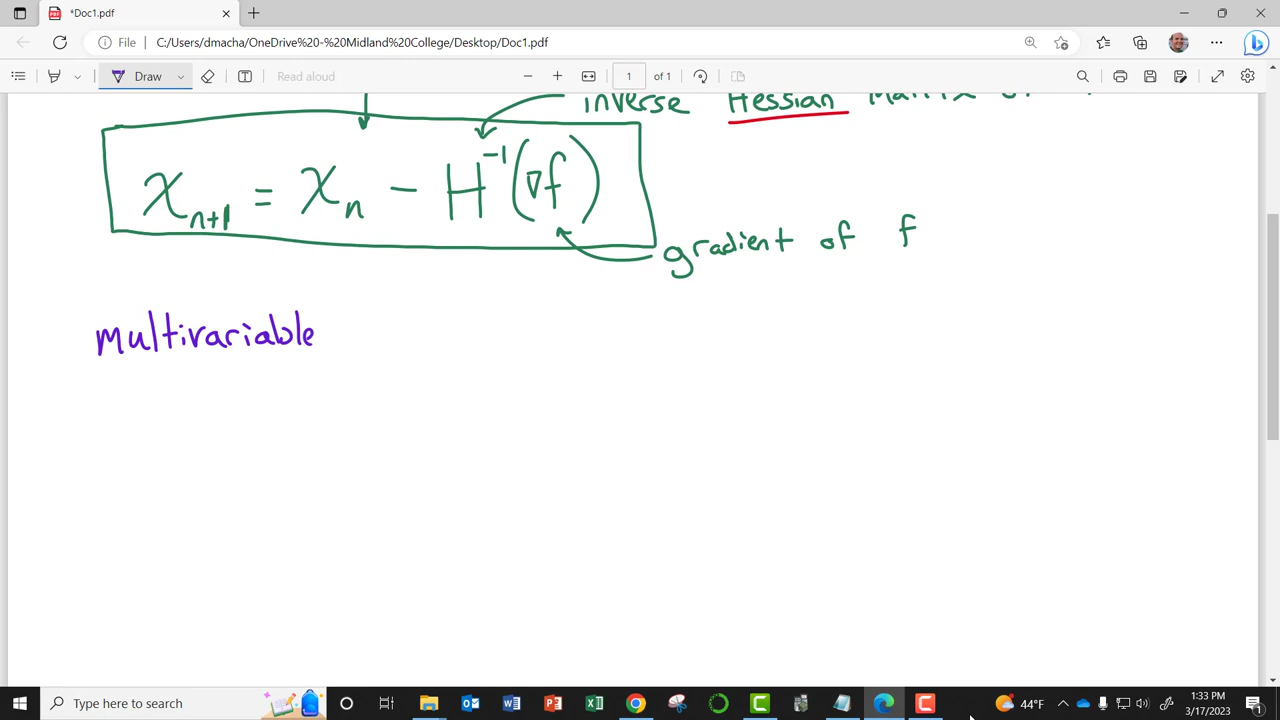 *Doc1.pdf
File C:/Users/dmacha/OneDrive%20-%20Midland%20College/Desktop/Doc1.pdf
Draw Read aloud 1 of 1
inverse Hessian Matrix of
x_{n+1} = x_n - H^{-1}(∇f)
gradient of f
multivariable
Type here to search
44°F
1:33 PM
3/17/2023